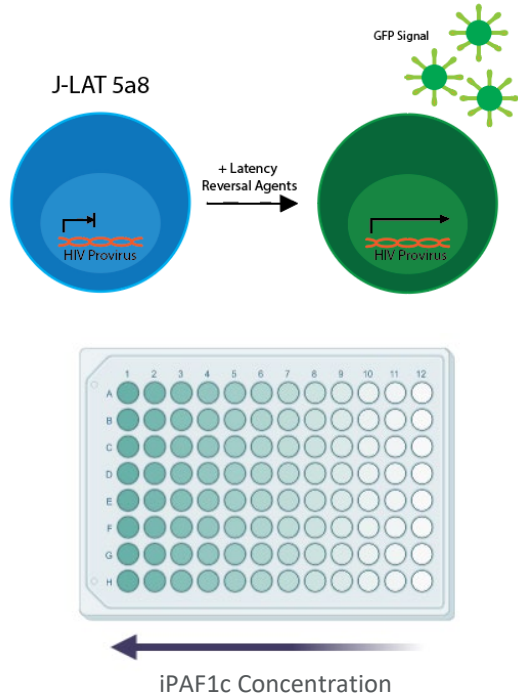 GFP Signal
J-LAT 5a8
+ Latency
Reversal Agents
HIV Provirus
HIV Provirus
1 2 3 4 5 6 7 8 9 10 11 12
A
B
C
D
E
F
G
H
iPAF1c Concentration